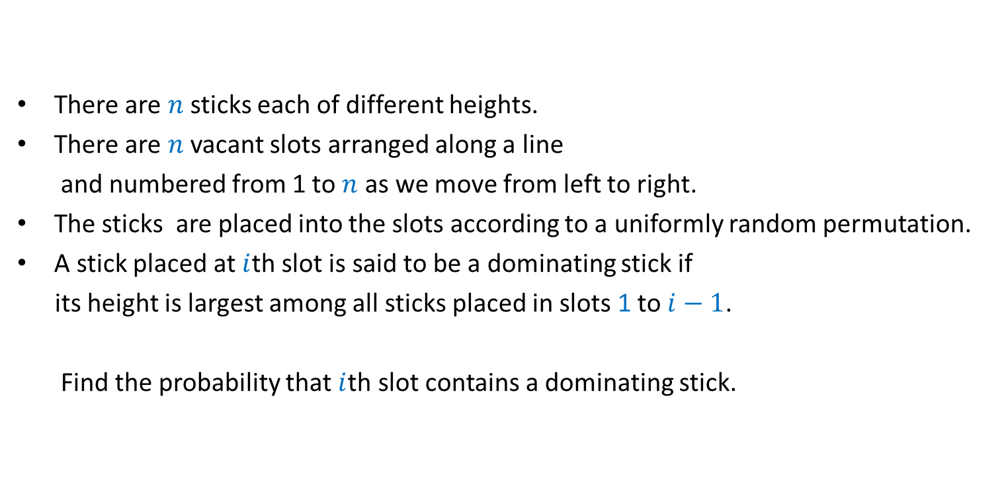 • There are n sticks each of different heights.
• There are n vacant slots arranged along a line
and numbered from 1 to n as we move from left to right.
• The sticks are placed into the slots according to a uniformly random permutation.
• A stick placed at ith slot is said to be a dominating stick if
its height is largest among all sticks placed in slots 1 to i − 1.
Find the probability that ith slot contains a dominating stick.